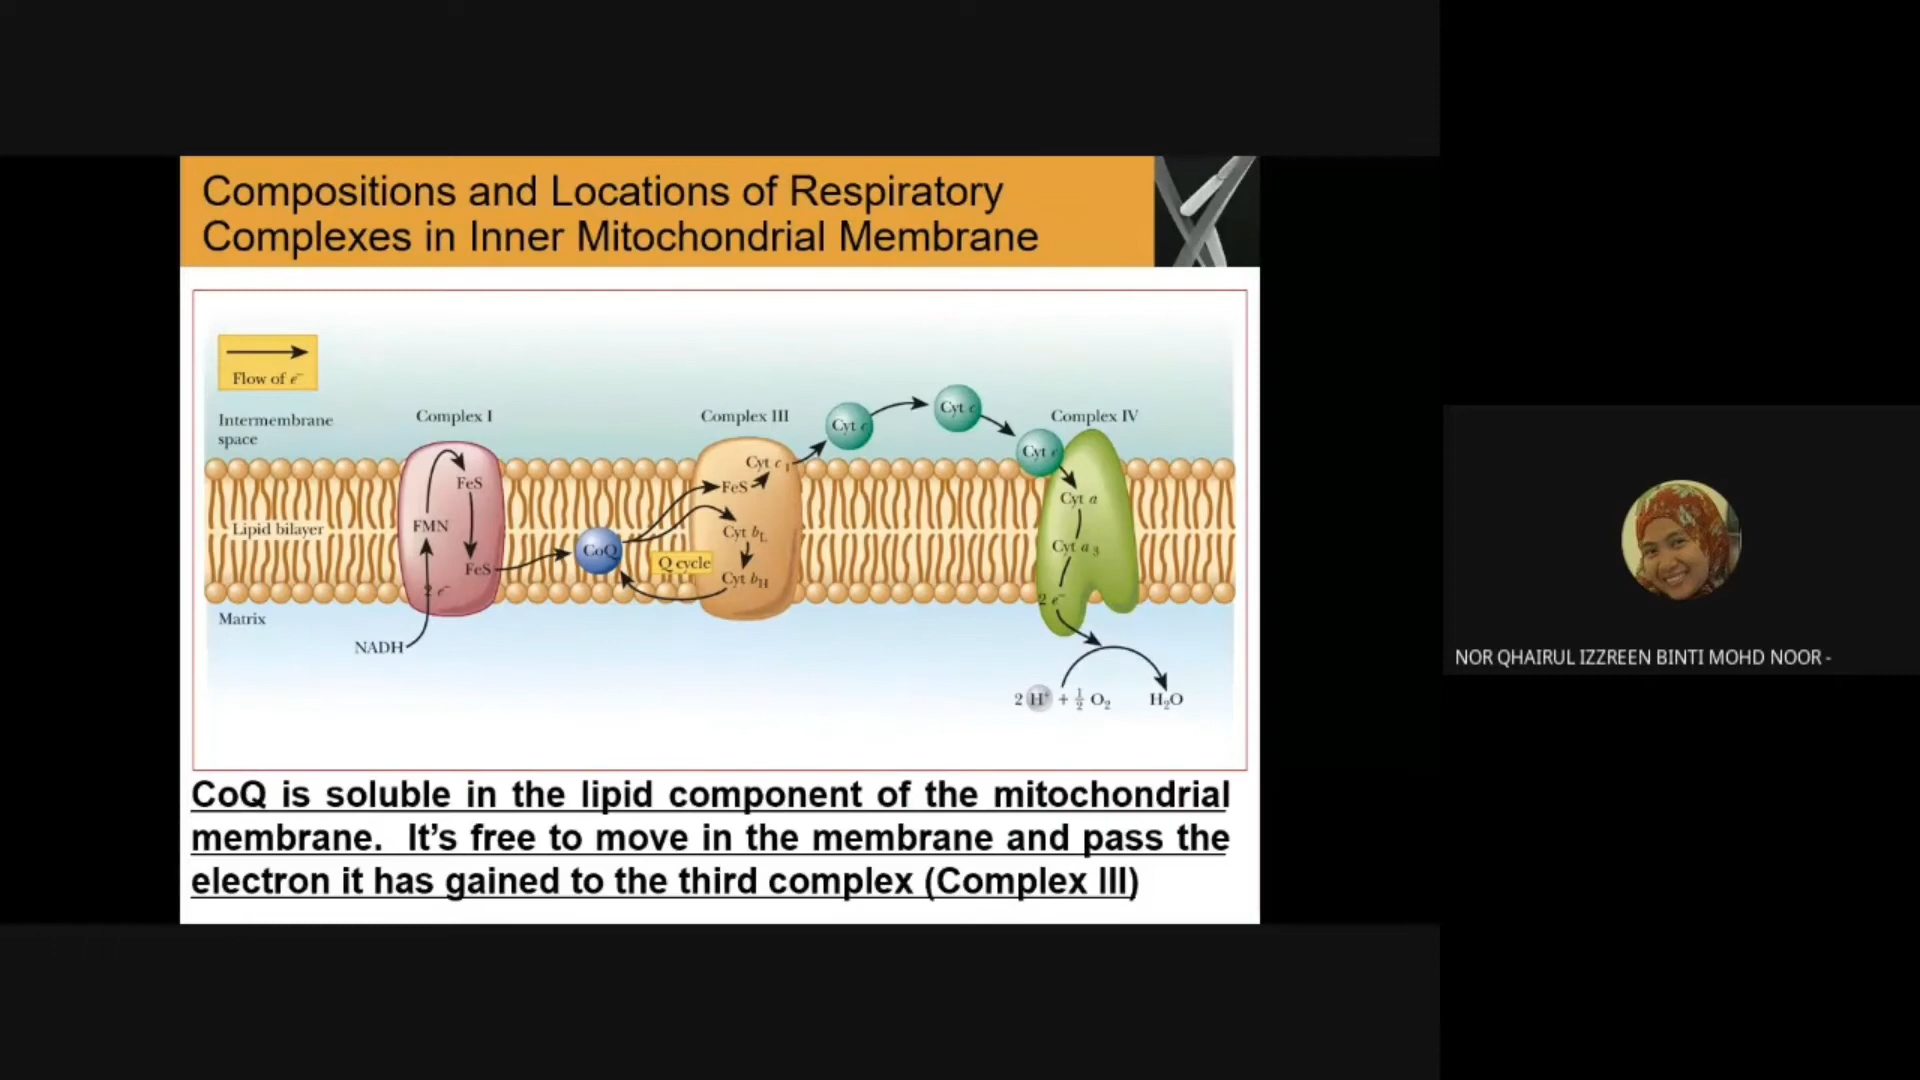 Compositions and Locations of Respiratory
Complexes in Inner Mitochondrial Membrane
Flow of e⁻
Intermembrane
space
Complex I
Complex III
Complex IV
Cyt c
Cyt c
Cyt c
Cyt c₁
FeS
FeS
Cyt a
Lipid bilayer
FMN
Cyt b_L
CoQ
Q cycle
Cyt a₃
FeS
Cyt b_H
2 e⁻
2 e⁻
Matrix
NADH
2 H⁺ + ½ O₂
H₂O
CoQ is soluble in the lipid component of the mitochondrial
membrane. It’s free to move in the membrane and pass the
electron it has gained to the third complex (Complex III)
NOR QHAIRUL IZZREEN BINTI MOHD NOOR -